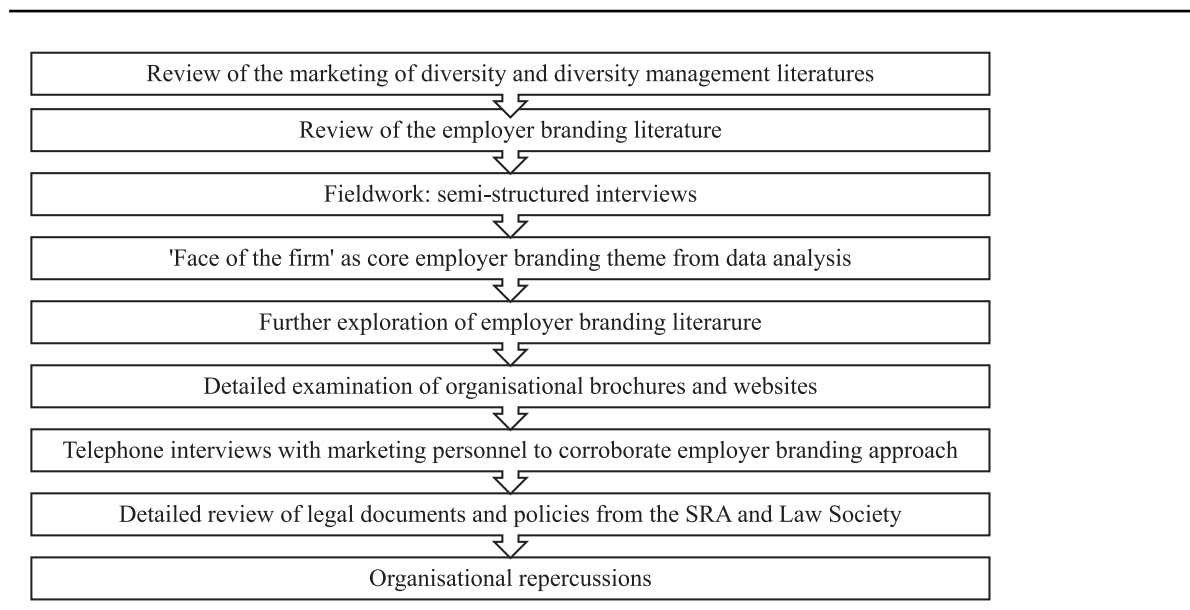 Review of the marketing of diversity and diversity management literatures
Review of the employer branding literature
Fieldwork: semi-structured interviews
'Face of the firm' as core employer branding theme from data analysis
Further exploration of employer branding literarure
Detailed examination of organisational brochures and websites
Telephone interviews with marketing personnel to corroborate employer branding approach
Detailed review of legal documents and policies from the SRA and Law Society
Organisational repercussions